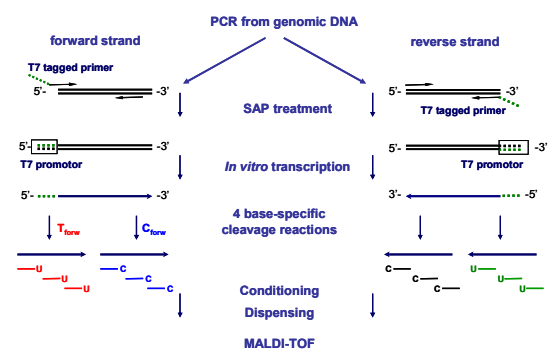 PCR from genomic DNA
forward strand
reverse strand
T7 tagged primer
5'- -3'
5'- -3'
T7 tagged primer
SAP treatment
5'- -3'
5'- -3'
T7 promotor
In vitro transcription
T7 promotor
5'- -3'
3'- -5'
4 base-specific
cleavage reactions
Tforw
Cforw
U
U
U
C
C
C
C
C
C
U
U
U
Conditioning
Dispensing
MALDI-TOF